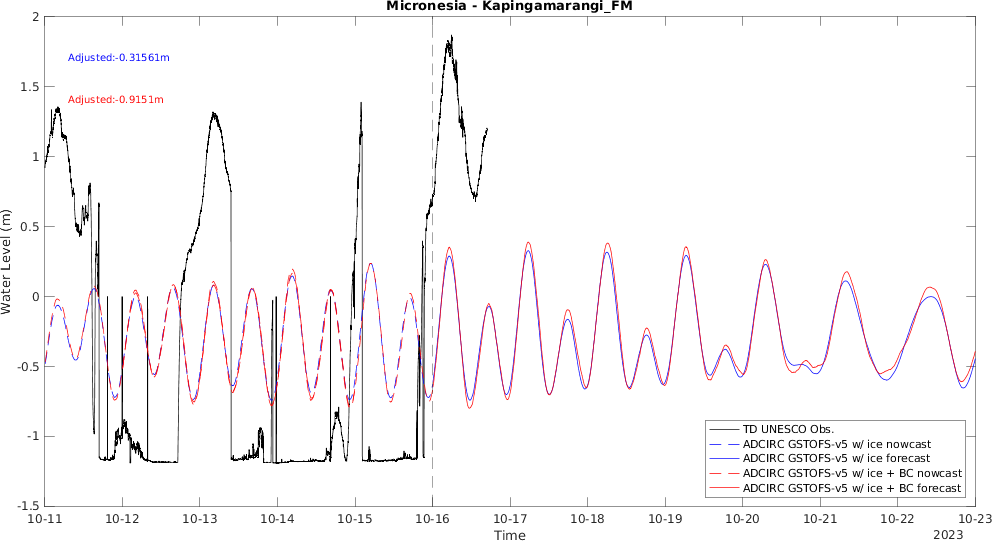 Micronesia - Kapingamarangi_FM
2
1.5
1
0.5
0
-0.5
-1
-1.5
Water Level (m)
Adjusted:-0.31561m
Adjusted:-0.9151m
TD UNESCO Obs.
ADCIRC GSTOFS-v5 w/ ice nowcast
ADCIRC GSTOFS-v5 w/ ice forecast
ADCIRC GSTOFS-v5 w/ ice + BC nowcast
ADCIRC GSTOFS-v5 w/ ice + BC forecast
10-11 10-12 10-13 10-14 10-15 10-16 10-17 10-18 10-19 10-20 10-21 10-22 10-23
Time
2023